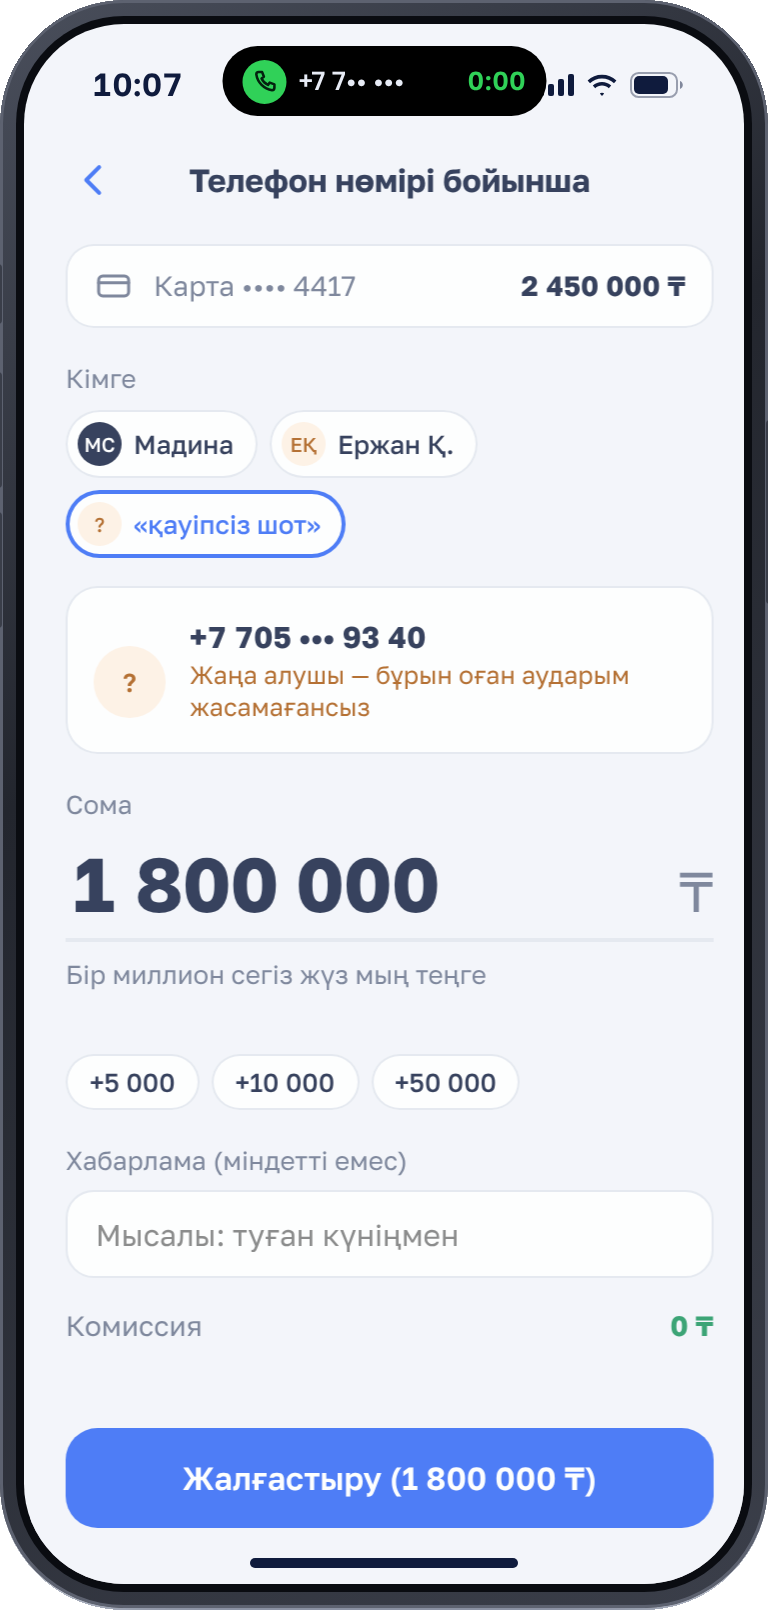 10:07
+7 7•• •••
0:00
Телефон нөмірі бойынша
Карта •••• 4417
2 450 000 ₸
Кімге
МС Мадина
ЕҚ Ержан Қ.
? «қауіпсіз шот»
?
+7 705 ••• 93 40
Жаңа алушы — бұрын оған аударым
жасамағансыз
Сома
1 800 000 ₸
Бір миллион сегіз жүз мың теңге
+5 000
+10 000
+50 000
Хабарлама (міндетті емес)
Мысалы: туған күніңмен
Комиссия
0 ₸
Жалғастыру (1 800 000 ₸)